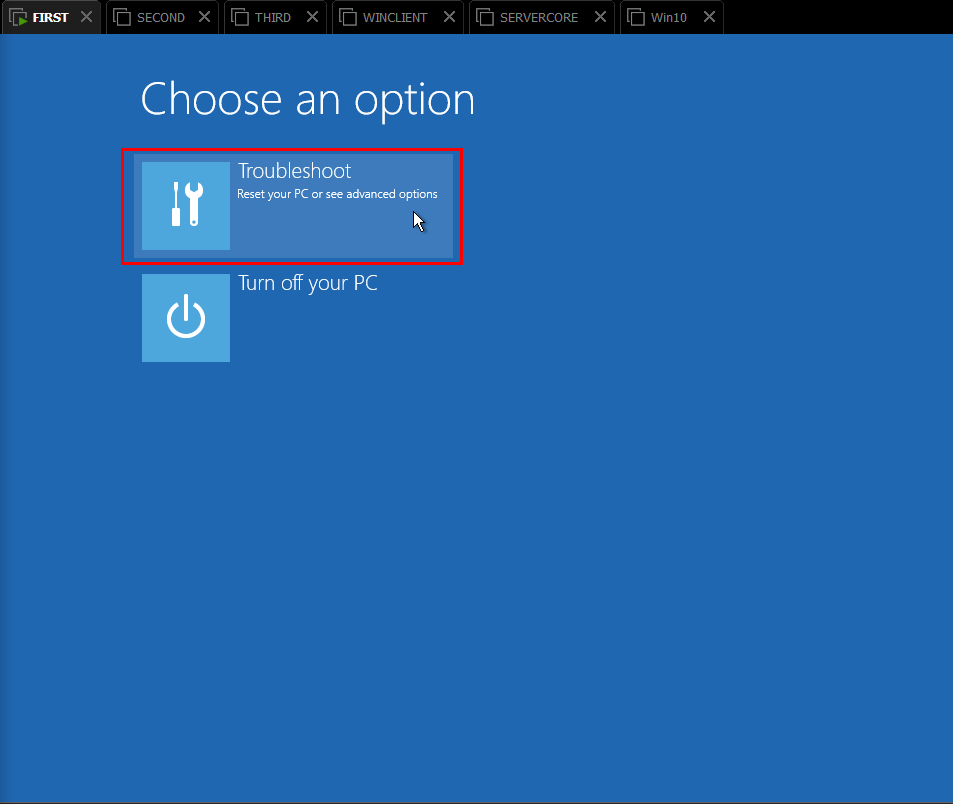 FIRST SECOND THIRD WINCLIENT SERVERCORE Win10
Choose an option
Troubleshoot
Reset your PC or see advanced options
Turn off your PC